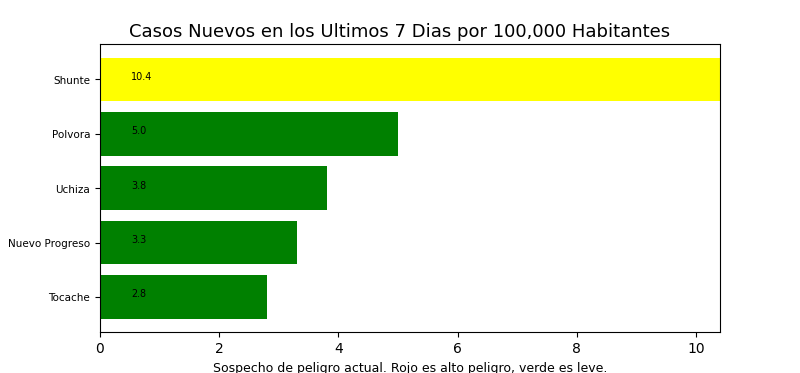 Casos Nuevos en los Ultimos 7 Dias por 100,000 Habitantes
Shunte 10.4
Polvora 5.0
Uchiza 3.8
Nuevo Progreso 3.3
Tocache 2.8
0 2 4 6 8 10
Sospecho de peligro actual. Rojo es alto peligro, verde es leve.